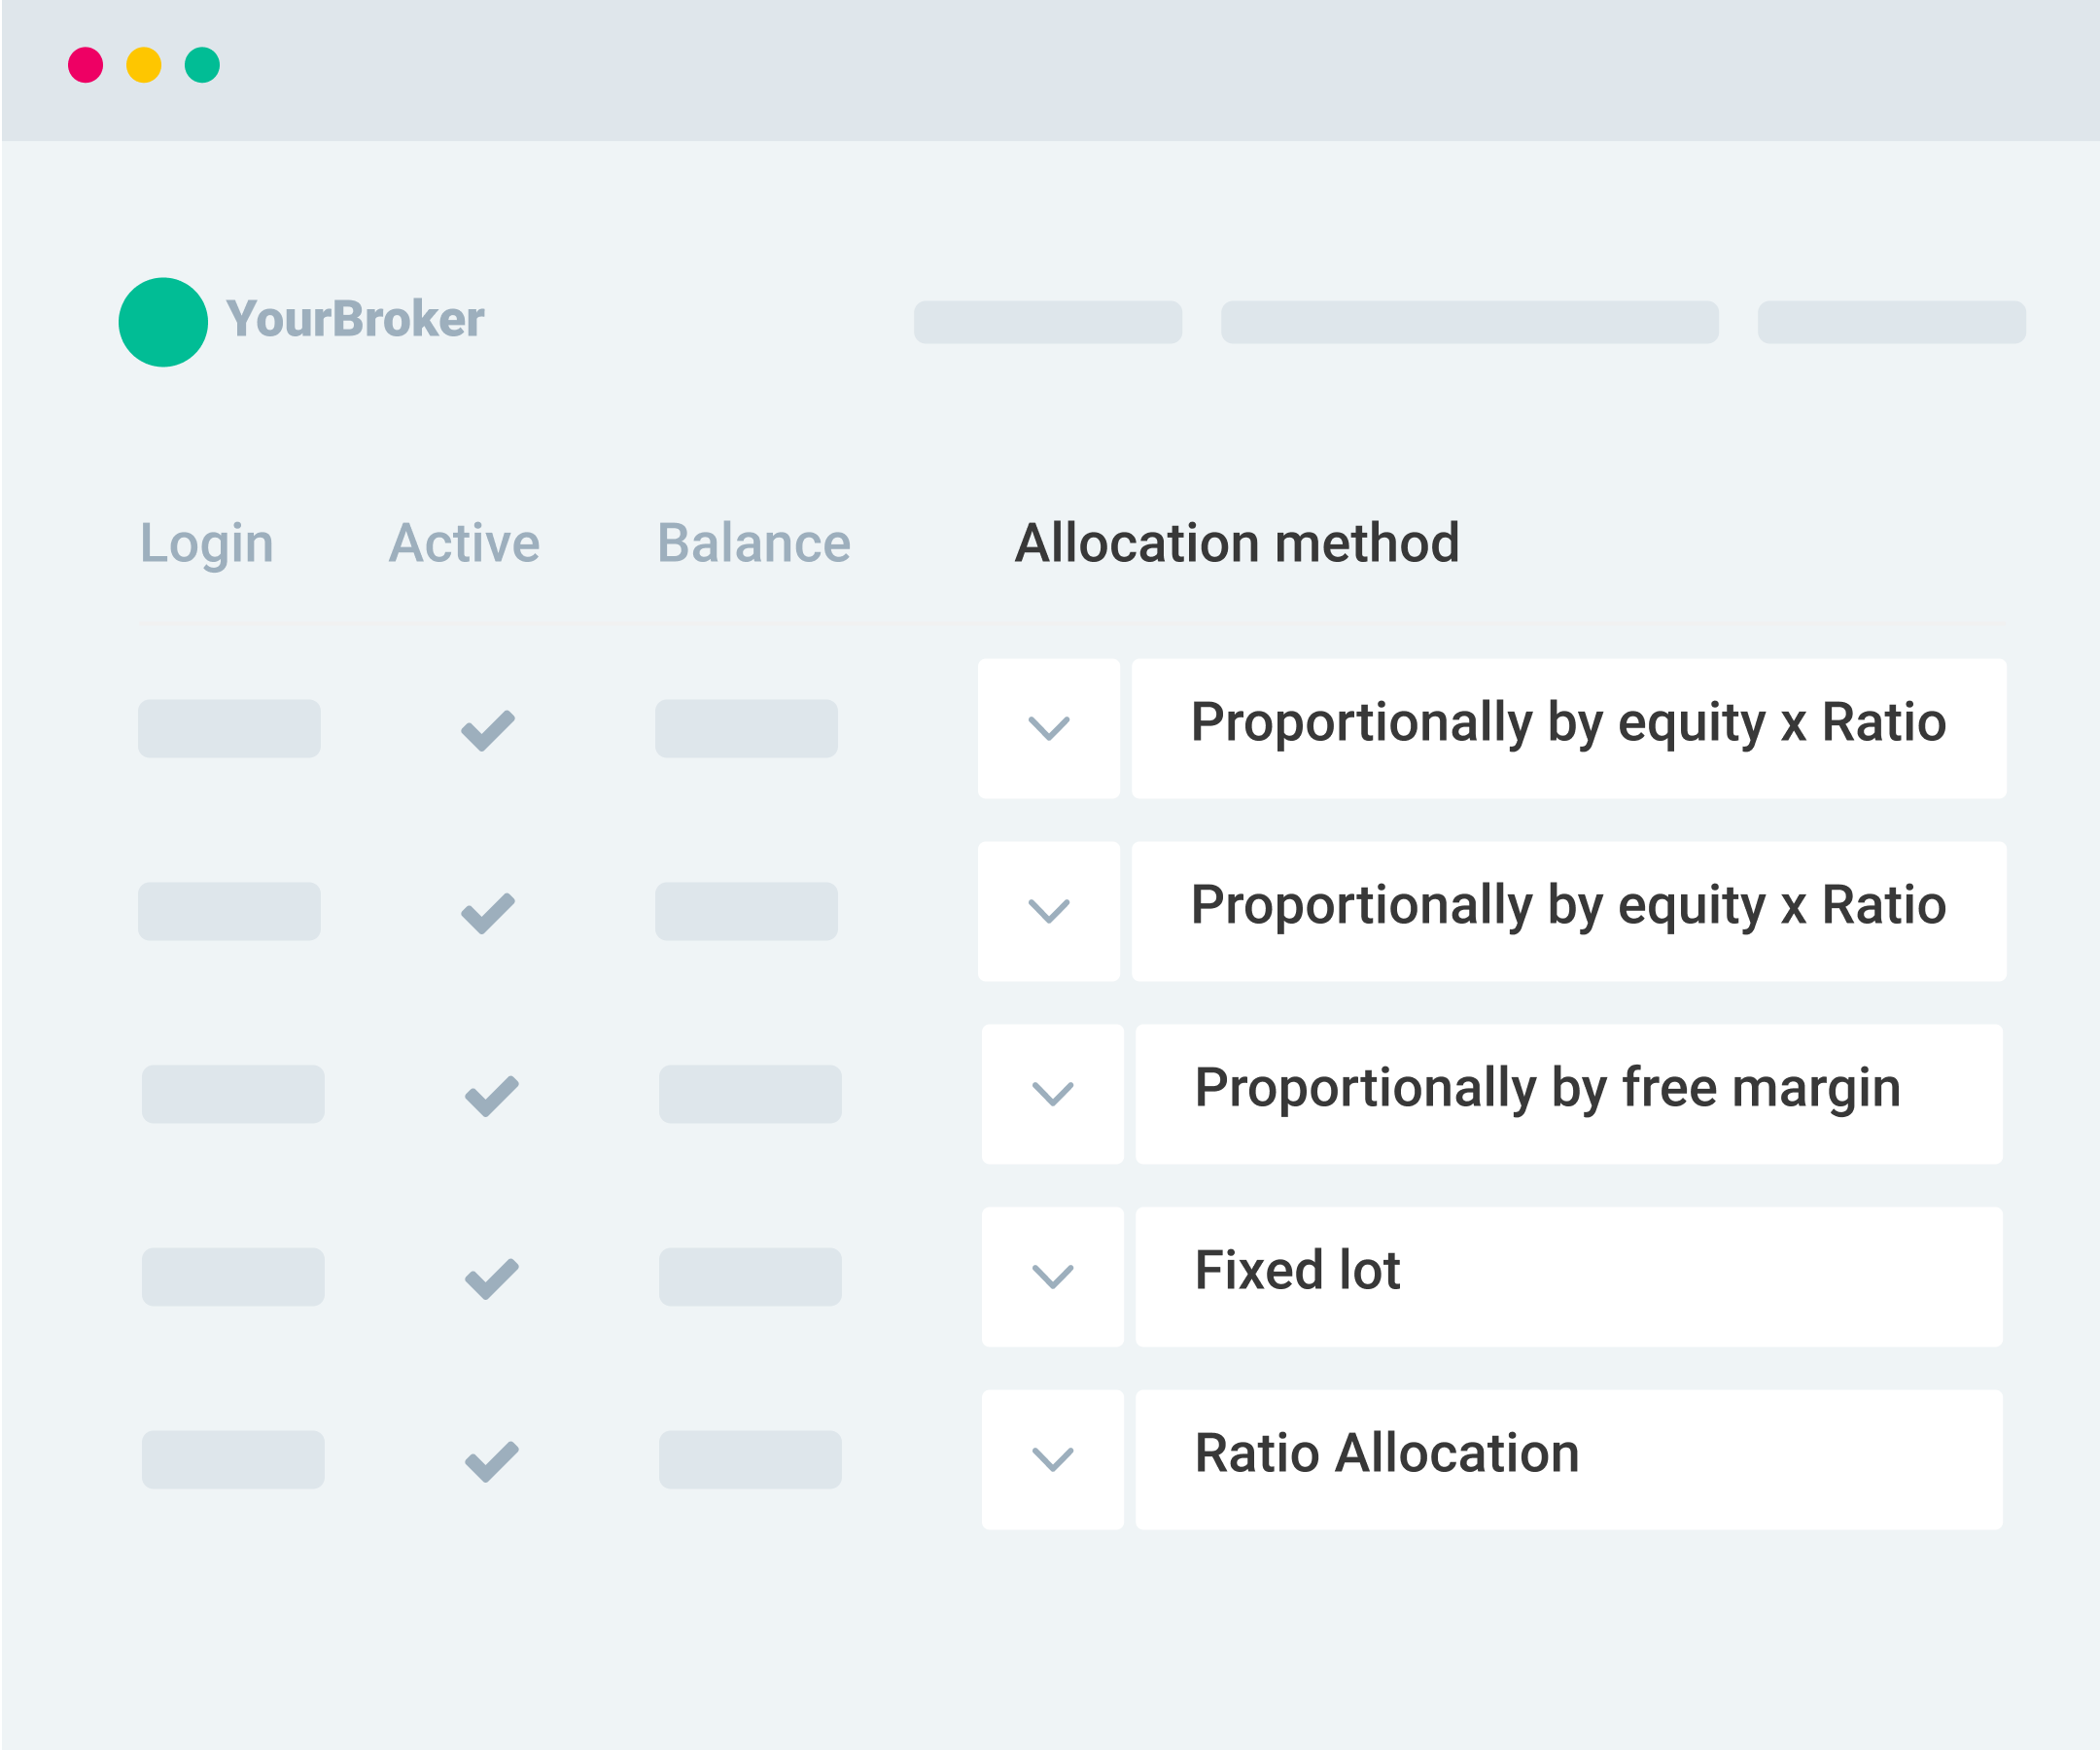 YourBroker
Login Active Balance Allocation method
Proportionally by equity x Ratio
Proportionally by equity x Ratio
Proportionally by free margin
Fixed lot
Ratio Allocation